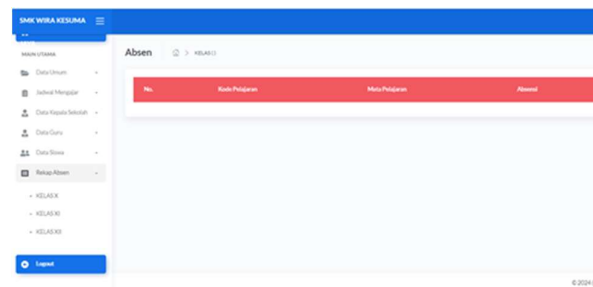 SMK WIRA KESUMA
Absen
KELAS
MAIN UTAMA
No. Kode Pelajaran Mata Pelajaran Absensi
Data Umum
Jadwal Mengajar
Data Kepala Sekolah
Data Guru
Data Siswa
Rekap Absen
KELAS X
KELAS XI
KELAS XII
Logout
© 2024